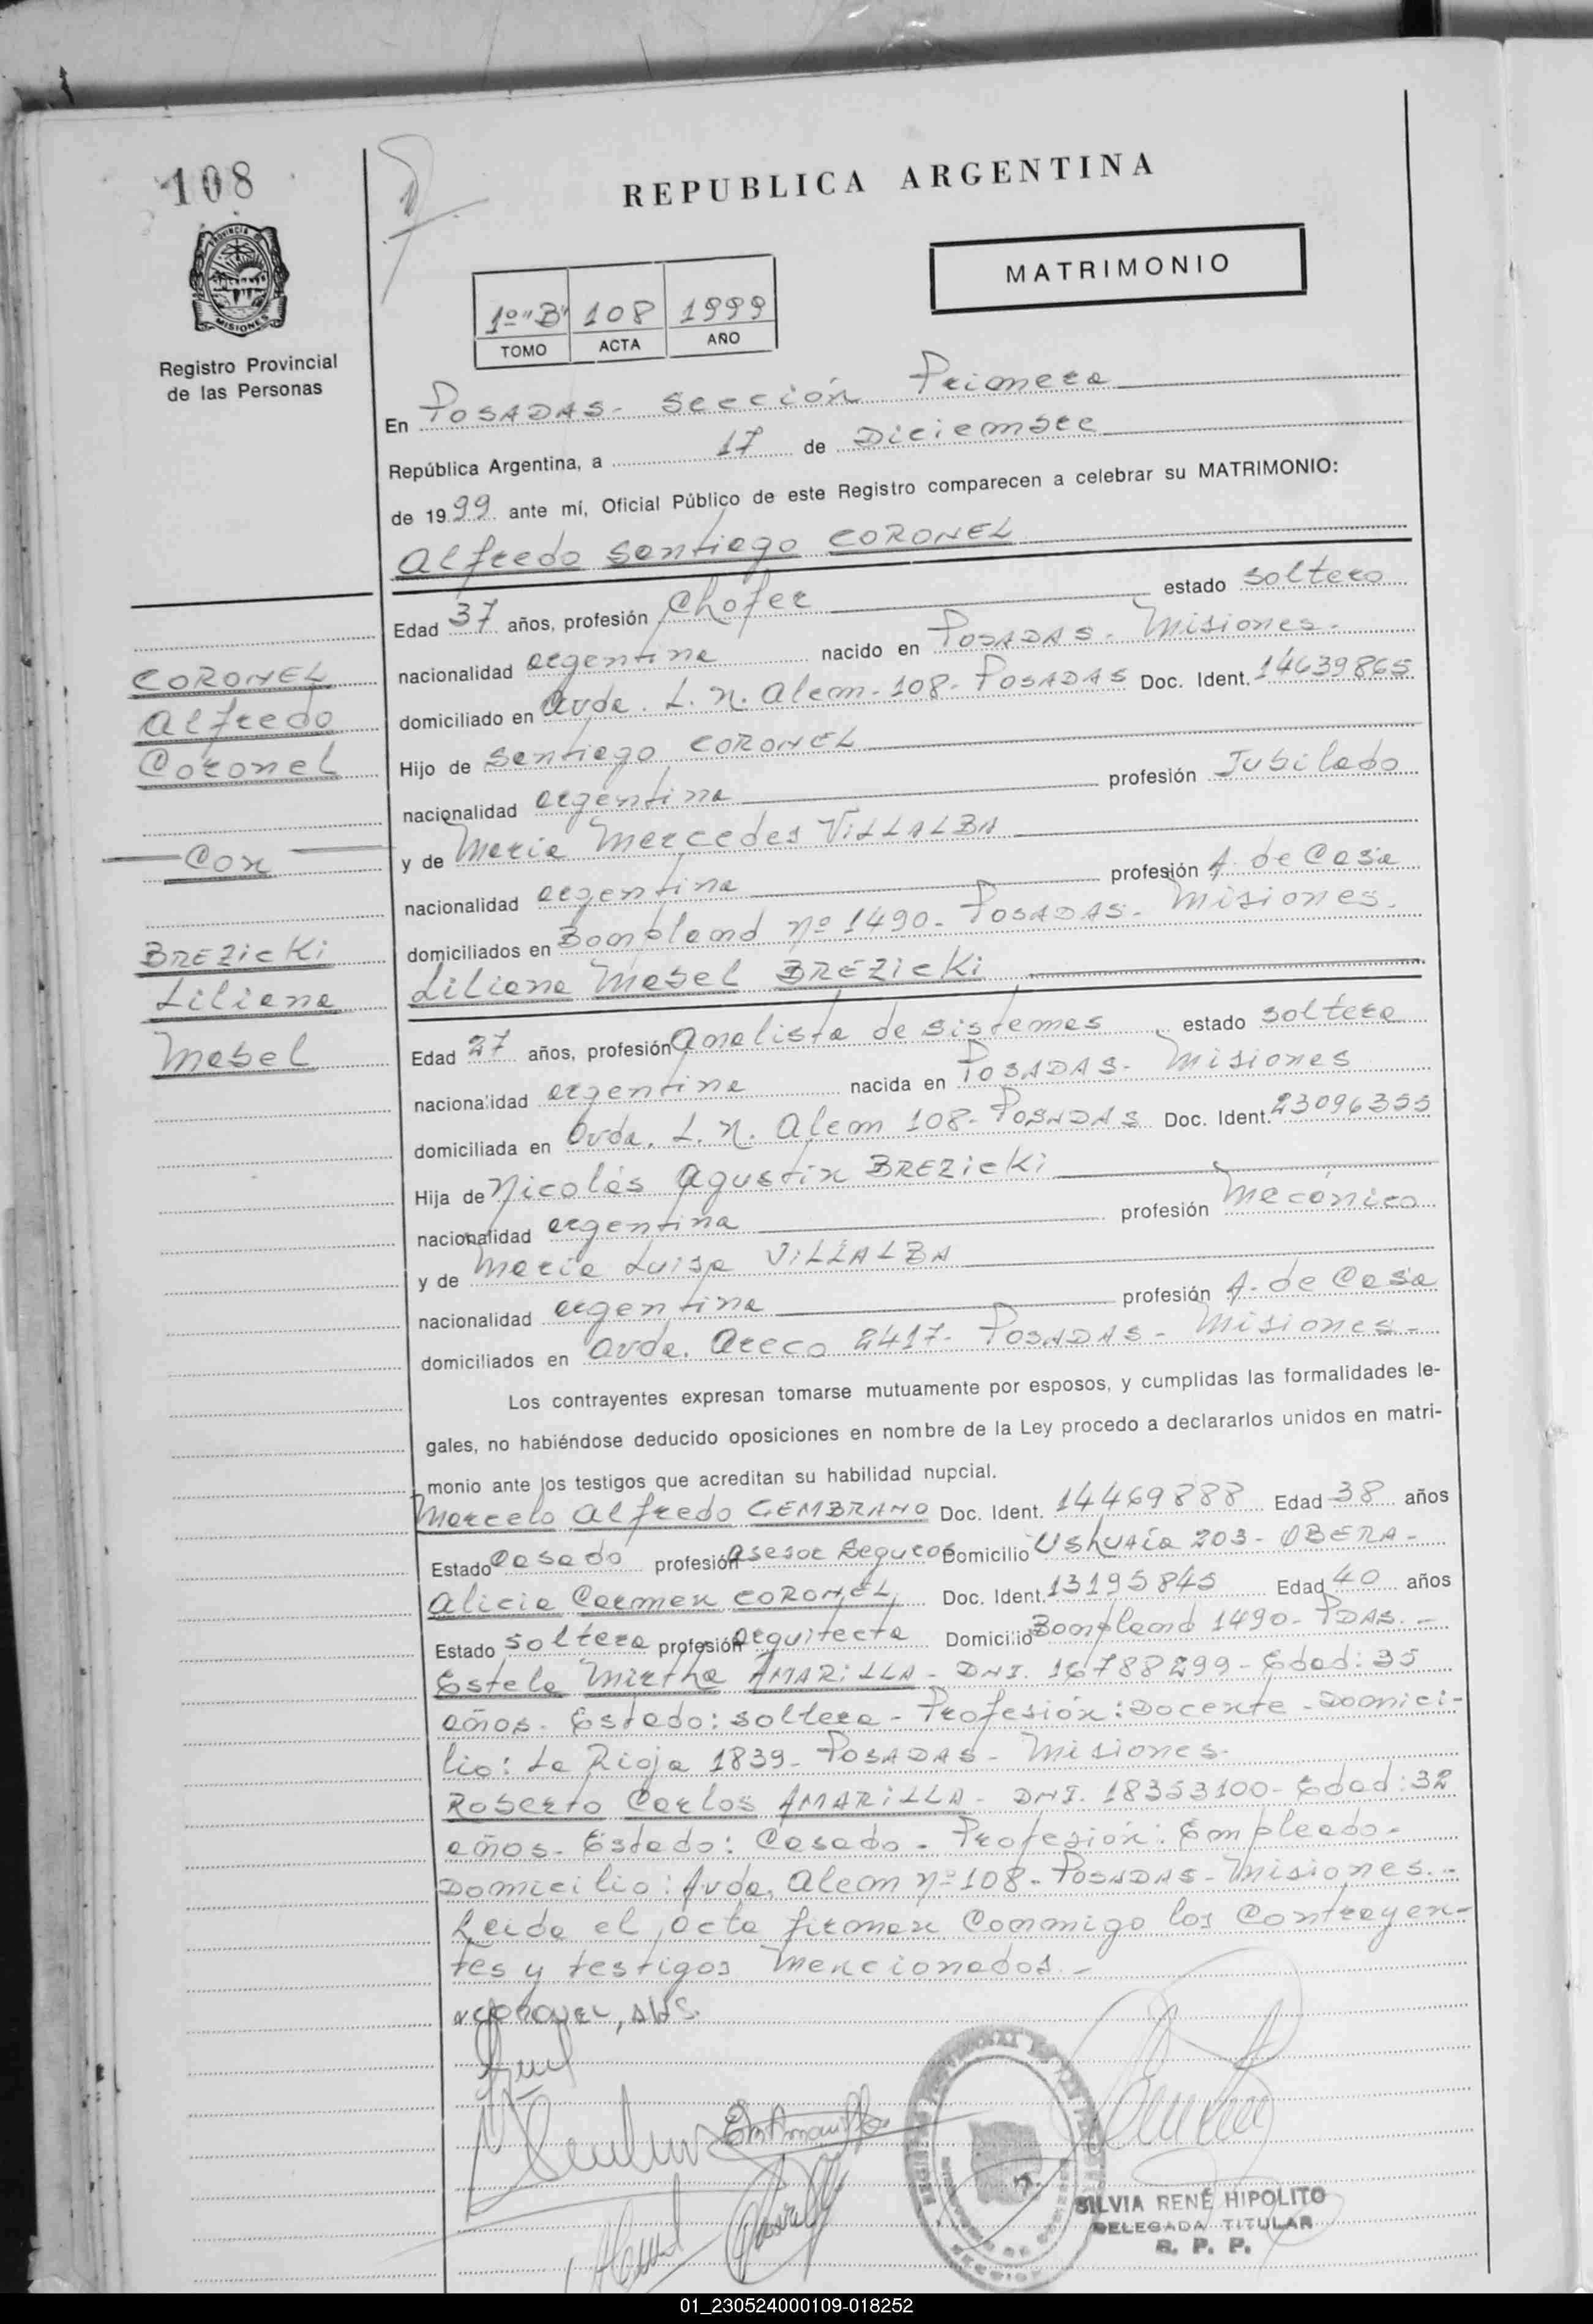 108
REPUBLICA ARGENTINA
PROVINCIA DE
MISIONES
MATRIMONIO
1º "B" 108 1999
TOMO ACTA AÑO
Registro Provincial
de las Personas
En POSADAS - Sección Primera
República Argentina, a 17 de Diciembre
de 1999 ante mí, Oficial Público de este Registro comparecen a celebrar su MATRIMONIO:
Alfredo Santiago CORONEL
Edad 37 años, profesión Chofer estado soltero
nacionalidad argentina nacido en POSADAS - Misiones.
domiciliado en Avda. L. N. Alem - 108 - POSADAS Doc. Ident. 14639865
Hijo de Santiago CORONEL
nacionalidad argentina profesión Jubilado
y de María Mercedes VILLALBA
nacionalidad argentina profesión A. de Casa
domiciliados en Bompland nº 1490 - POSADAS - Misiones.
CORONEL
Alfredo
Coronel
Con
BREZicKi
Liliana
Mabel
Liliana Mabel BREZicKi
Edad 27 años, profesión Analista de sistemas estado soltera
nacionalidad argentina nacida en POSADAS - Misiones
domiciliada en Avda. L. N. Alem 108 - POSADAS Doc. Ident. 23096355
Hija de Nicolás Agustín BREZicKi
nacionalidad argentina profesión Mecánico
y de María Luisa VILLALBA
nacionalidad argentina profesión A. de Casa
domiciliados en Avda. Areco 2417 - POSADAS - Misiones -
Los contrayentes expresan tomarse mutuamente por esposos, y cumplidas las formalidades le-
gales, no habiéndose deducido oposiciones en nombre de la Ley procedo a declararlos unidos en matri-
monio ante los testigos que acreditan su habilidad nupcial.
Marcelo Alfredo GEMBRANO Doc. Ident. 14469888 Edad 38 años
Estado Casado profesión Asesor Seguros Domicilio Ushuaía 203 - OBERA -
Alicia Carmen CORONEL Doc. Ident. 13195845 Edad 40 años
Estado soltera profesión arquitecta Domicilio Bompland 1490 - PDAS. -
Estela Mirtha AMARILLA - DNI. 16788299 - Edad: 35
años - Estado: soltera - Profesión: Docente - Domici-
lio: La Rioja 1839 - POSADAS - Misiones -
Roberto Carlos AMARILLA - DNI. 18353100 - Edad: 32
años - Estado: Casado - Profesión: Empleado -
Domicilio: Avda. Alem nº 108 - POSADAS - Misiones. -
Leída el acta firman Conmigo los Contrayen-
tes y testigos Mencionados -
CORONEL, A.S.
SILVIA RENÉ HIPOLITO
DELEGADA TITULAR
R. P. P.
01_230524000109-018252